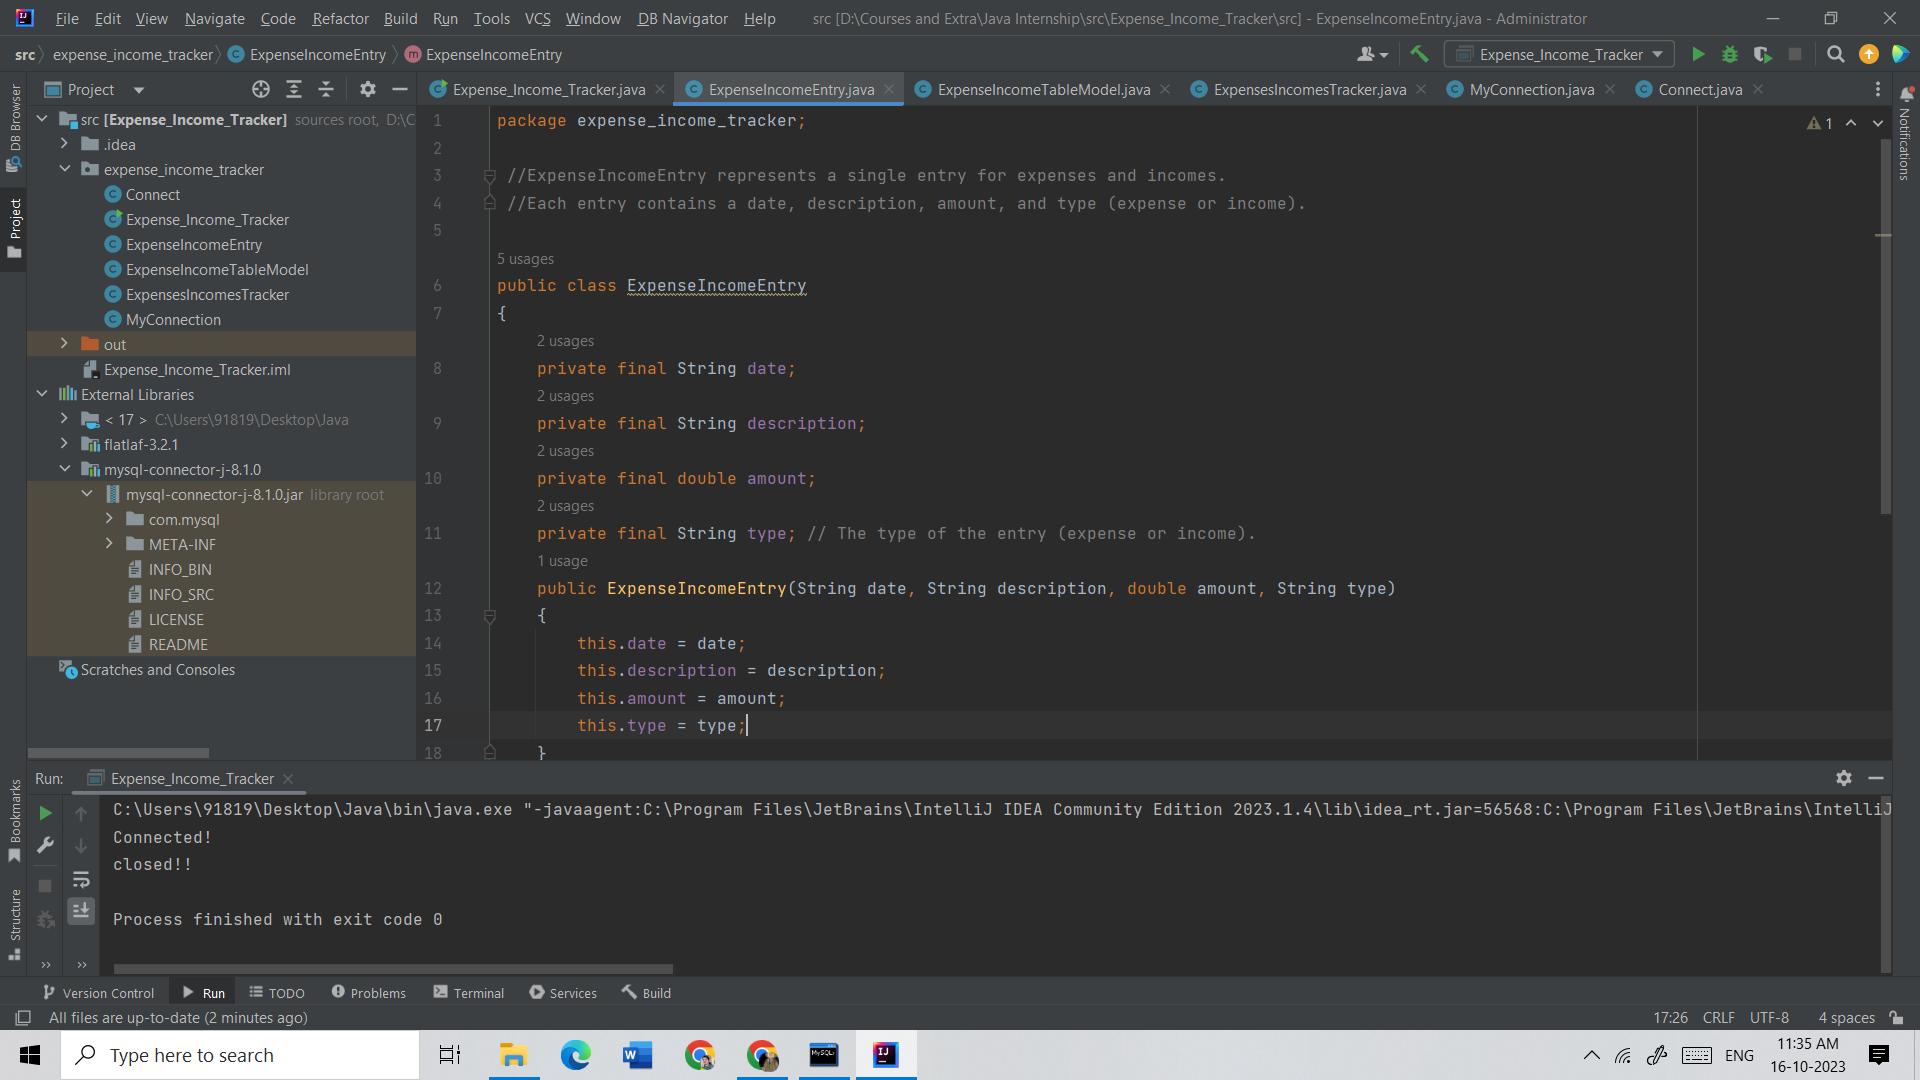 File Edit View Navigate Code Refactor Build Run Tools VCS Window DB Navigator Help src [D:\Courses and Extra\Java Internship\src\Expense_Income_Tracker\src] - ExpenseIncomeEntry.java - Administrator
src expense_income_tracker ExpenseIncomeEntry ExpenseIncomeEntry Expense_Income_Tracker
Project
Expense_Income_Tracker.java ExpenseIncomeEntry.java ExpenseIncomeTableModel.java ExpensesIncomesTracker.java MyConnection.java Connect.java
DB Browser
Project
Bookmarks
Structure
Notifications
src [Expense_Income_Tracker] sources root, D:\C
.idea
expense_income_tracker
Connect
Expense_Income_Tracker
ExpenseIncomeEntry
ExpenseIncomeTableModel
ExpensesIncomesTracker
MyConnection
out
Expense_Income_Tracker.iml
External Libraries
< 17 > C:\Users\91819\Desktop\Java
flatlaf-3.2.1
mysql-connector-j-8.1.0
mysql-connector-j-8.1.0.jar library root
com.mysql
META-INF
INFO_BIN
INFO_SRC
LICENSE
README
Scratches and Consoles
1 package expense_income_tracker;
1
2
3 //ExpenseIncomeEntry represents a single entry for expenses and incomes.
4 //Each entry contains a date, description, amount, and type (expense or income).
5
5 usages
6 public class ExpenseIncomeEntry
7 {
2 usages
8 private final String date;
2 usages
9 private final String description;
2 usages
10 private final double amount;
2 usages
11 private final String type; // The type of the entry (expense or income).
1 usage
12 public ExpenseIncomeEntry(String date, String description, double amount, String type)
13 {
14 this.date = date;
15 this.description = description;
16 this.amount = amount;
17 this.type = type;
18 }
Run: Expense_Income_Tracker
C:\Users\91819\Desktop\Java\bin\java.exe "-javaagent:C:\Program Files\JetBrains\IntelliJ IDEA Community Edition 2023.1.4\lib\idea_rt.jar=56568:C:\Program Files\JetBrains\IntelliJ
Connected!
closed!!
Process finished with exit code 0
Version Control Run TODO Problems Terminal Services Build
All files are up-to-date (2 minutes ago) 17:26 CRLF UTF-8 4 spaces
Type here to search ENG 11:35 AM
16-10-2023